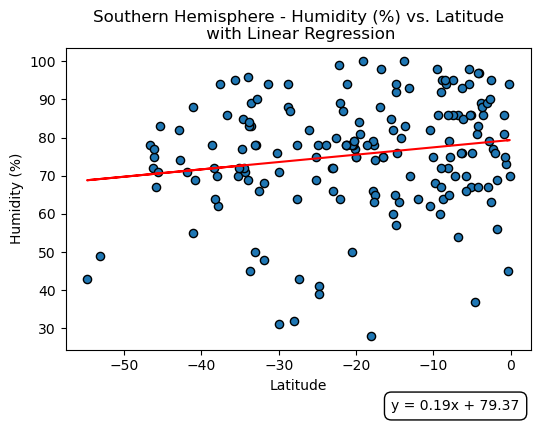 Southern Hemisphere - Humidity (%) vs. Latitude
with Linear Regression
100
90
80
70
60
50
40
30
Humidity (%)
−50
−40
−30
−20
−10
0
Latitude
y = 0.19x + 79.37